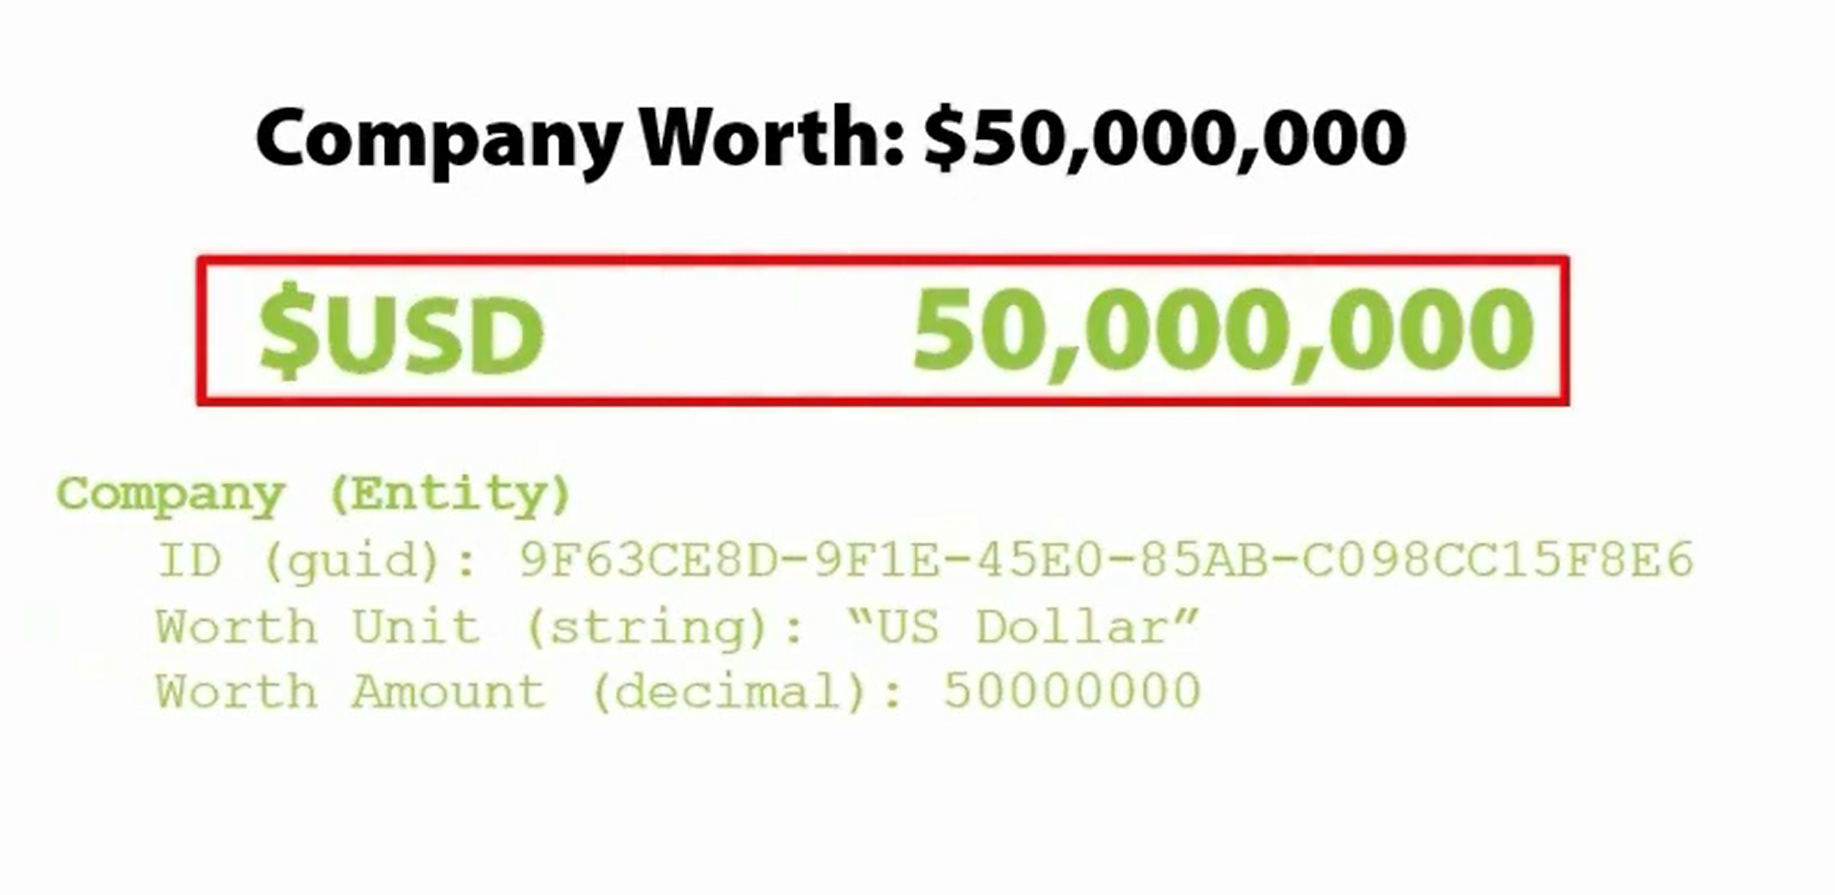 Company Worth: $50,000,000
$USD 50,000,000
Company (Entity)
ID (guid): 9F63CE8D-9F1E-45E0-85AB-C098CC15F8E6
Worth Unit (string): “US Dollar”
Worth Amount (decimal): 50000000